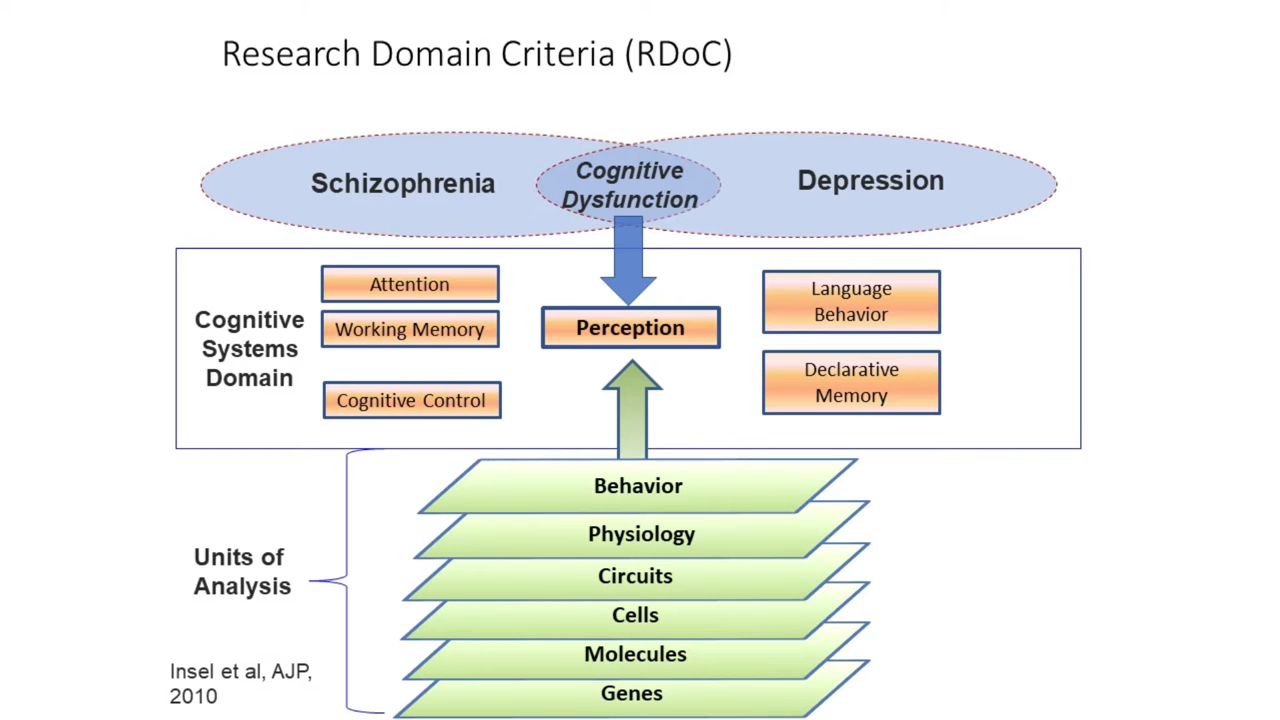 Research Domain Criteria (RDoC)
Schizophrenia
Cognitive
Dysfunction
Depression
Cognitive
Systems
Domain
Attention
Working Memory
Cognitive Control
Perception
Language
Behavior
Declarative
Memory
Units of
Analysis
Behavior
Physiology
Circuits
Cells
Molecules
Genes
Insel et al, AJP,
2010